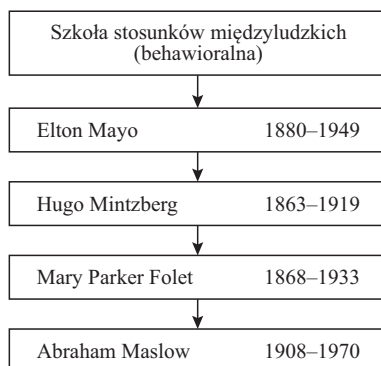 Szkoła stosunków międzyludzkich
(behawioralna)
Elton Mayo 1880–1949
Hugo Mintzberg 1863–1919
Mary Parker Folet 1868–1933
Abraham Maslow 1908–1970